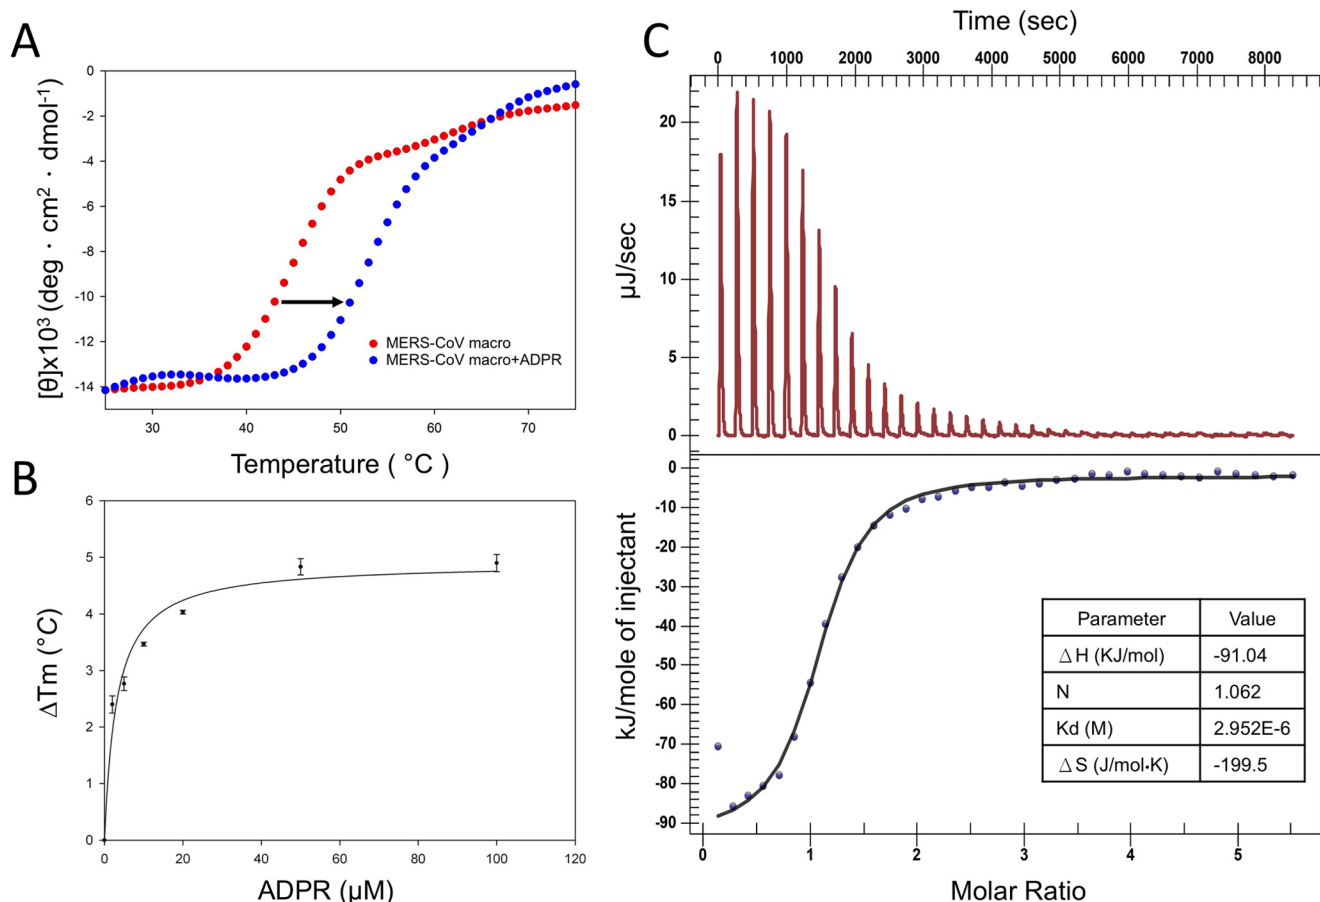 A
0
-2
-4
-6
-8
-10
-12
-14
[θ]x10³ (deg · cm² · dmol⁻¹)
MERS-CoV macro
MERS-CoV macro+ADPR
30 40 50 60 70
Temperature ( °C )
B
6
5
4
3
2
1
0
ΔTm (°C)
0 20 40 60 80 100 120
ADPR (μM)
C
Time (sec)
0 1000 2000 3000 4000 5000 6000 7000 8000
20
15
10
5
0
μJ/sec
0
-10
-20
-30
-40
-50
-60
-70
-80
-90
kJ/mole of injectant
Parameter Value
△H (KJ/mol) -91.04
N 1.062
Kd (M) 2.952E-6
△S (J/mol•K) -199.5
0 1 2 3 4 5
Molar Ratio